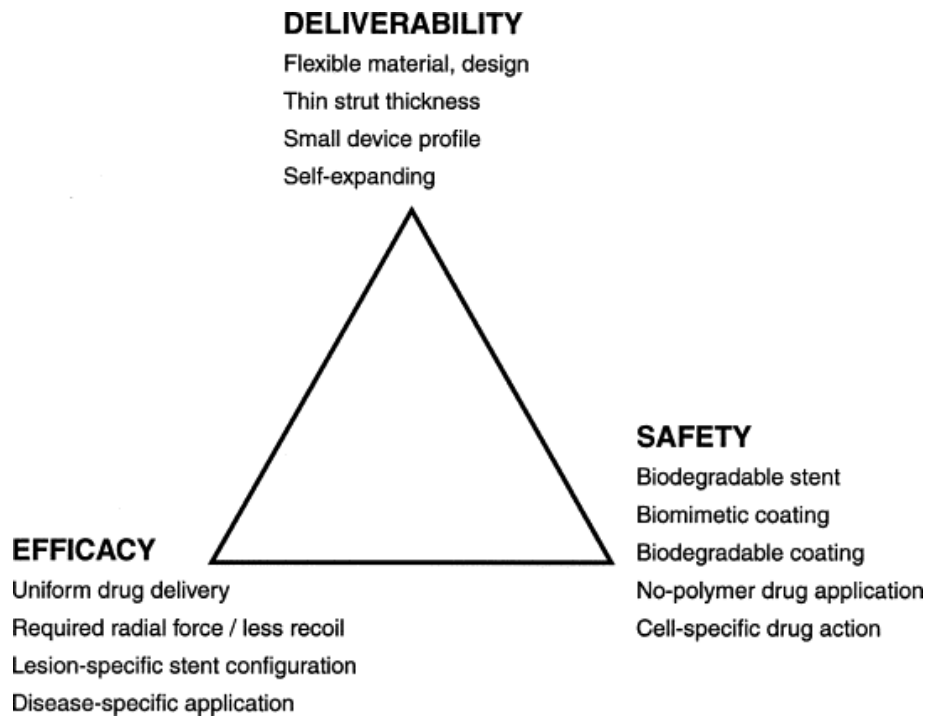 DELIVERABILITY
Flexible material, design
Thin strut thickness
Small device profile
Self-expanding
SAFETY
Biodegradable stent
Biomimetic coating
Biodegradable coating
No-polymer drug application
Cell-specific drug action
EFFICACY
Uniform drug delivery
Required radial force / less recoil
Lesion-specific stent configuration
Disease-specific application